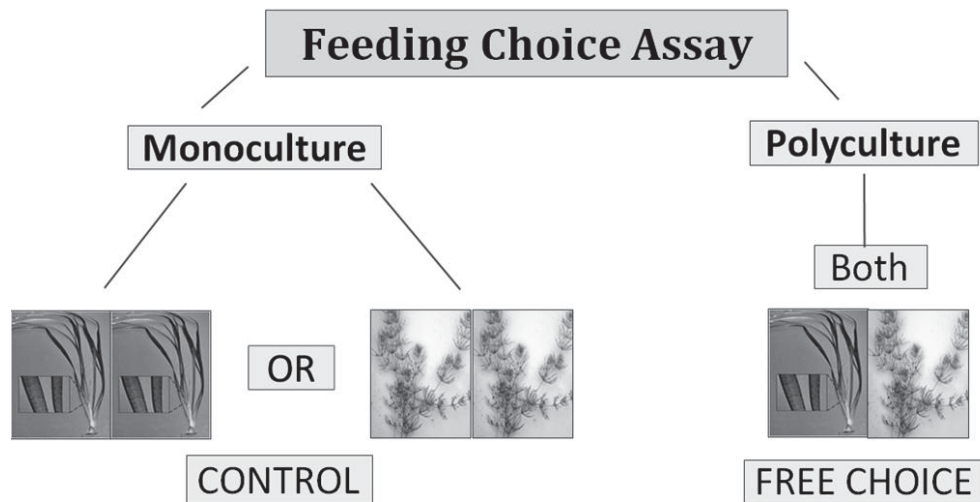 Feeding Choice Assay
Monoculture
Polyculture
Both
OR
CONTROL
FREE CHOICE